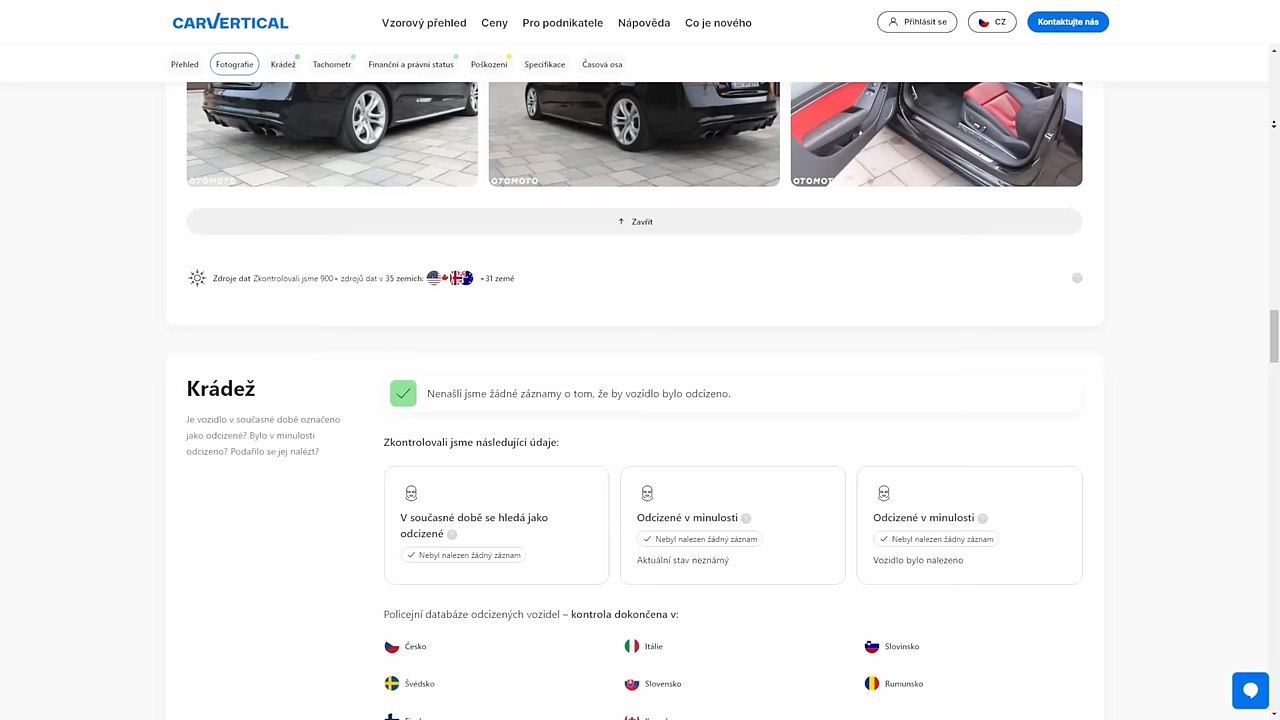 CARVERTICAL
Vzorový přehled
Ceny
Pro podnikatele
Nápověda
Co je nového
Přihlásit se
CZ
Kontaktujte nás
Přehled
Fotografie
Krádež
Tachometr
Finanční a právní status
Poškození
Specifikace
Časová osa
OTOMOTO
OTOMOTO
OTOMOT
↑ Zavřít
Zdroje dat Zkontrolovali jsme 900+ zdrojů dat v 35 zemích: +31 země
Krádež
Je vozidlo v současné době označeno
jako odcizené? Bylo v minulosti
odcizeno? Podařilo se jej nalézt?
Nenašli jsme žádné záznamy o tom, že by vozidlo bylo odcizeno.
Zkontrolovali jsme následující údaje:
V současné době se hledá jako
odcizené
Nebyl nalezen žádný záznam
Odcizené v minulosti
Nebyl nalezen žádný záznam
Aktuální stav neznámý
Odcizené v minulosti
Nebyl nalezen žádný záznam
Vozidlo bylo nalezeno
Policejní databáze odcizených vozidel – kontrola dokončena v:
Česko
Itálie
Slovinsko
Švédsko
Slovensko
Rumunsko